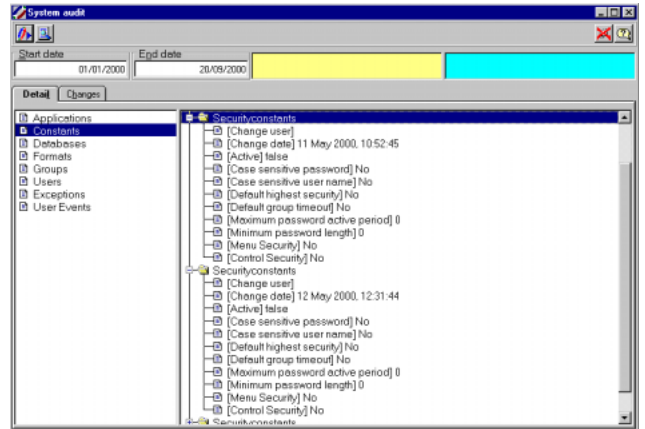 System audit
Start date
End date
01/01/2000
20/09/2000
Detail
Changes
Applications
Constants
Databases
Formats
Groups
Users
Exceptions
User Events
Securityconstants
[Change user]
[Change date] 11 May 2000, 10:52:45
[Active] false
[Case sensitive password] No
[Case sensitive user name] No
[Default highest security] No
[Default group timeout] No
[Maximum password active period] 0
[Minimum password length] 0
[Menu Security] No
[Control Security] No
Securityconstants
[Change user]
[Change date] 12 May 2000, 12:31:44
[Active] false
[Case sensitive password] No
[Case sensitive user name] No
[Default highest security] No
[Default group timeout] No
[Maximum password active period] 0
[Minimum password length] 0
[Menu Security] No
[Control Security] No
Securityconstants